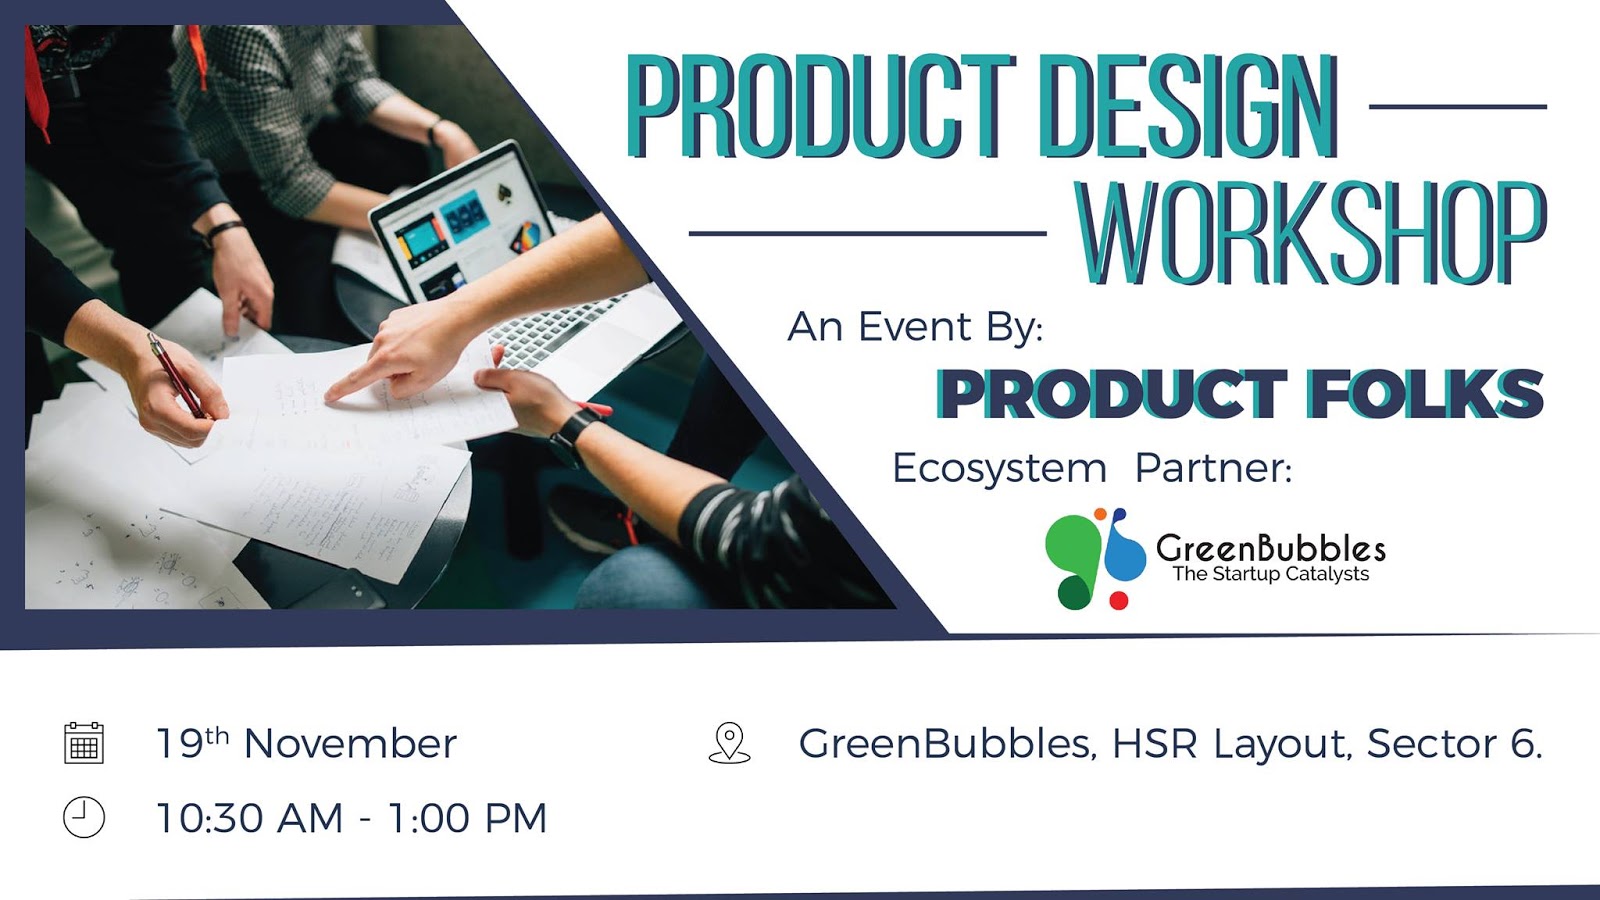 PRODUCT DESIGN
WORKSHOP
An Event By:
PRODUCT FOLKS
Ecosystem Partner:
GreenBubbles
The Startup Catalysts
19th November
GreenBubbles, HSR Layout, Sector 6.
10:30 AM - 1:00 PM